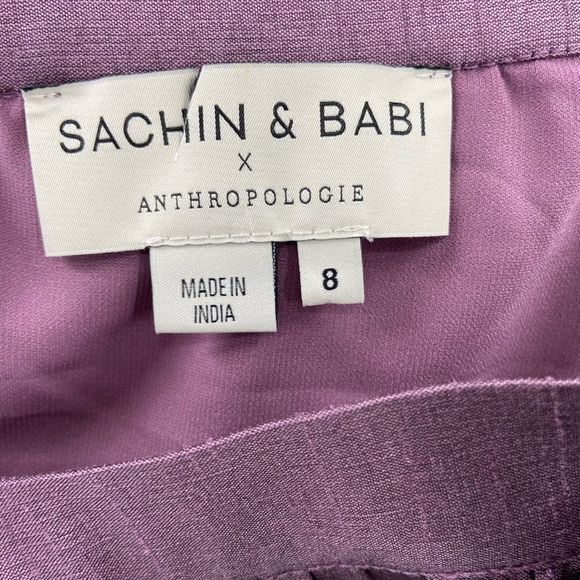 SACHIN & BABI
X
ANTHROPOLOGIE
MADE IN
INDIA
8